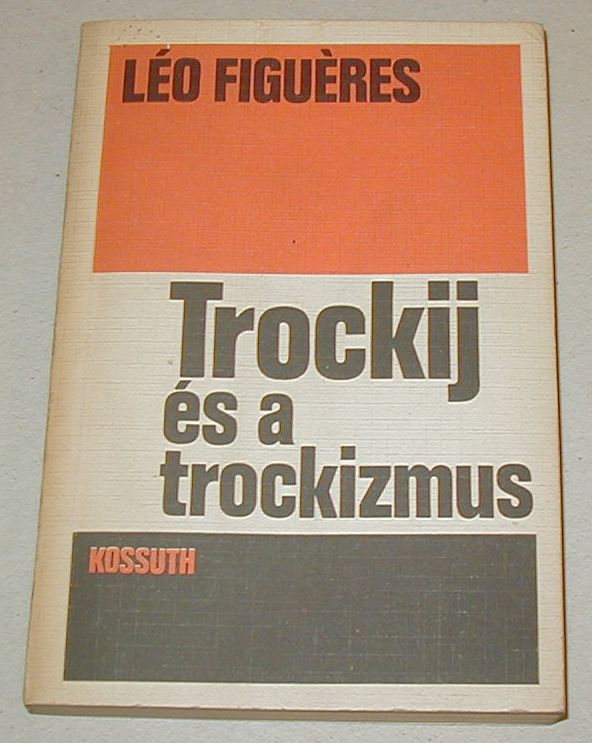 LÉO FIGUÈRES
Trockij
és a
trockizmus
KOSSUTH